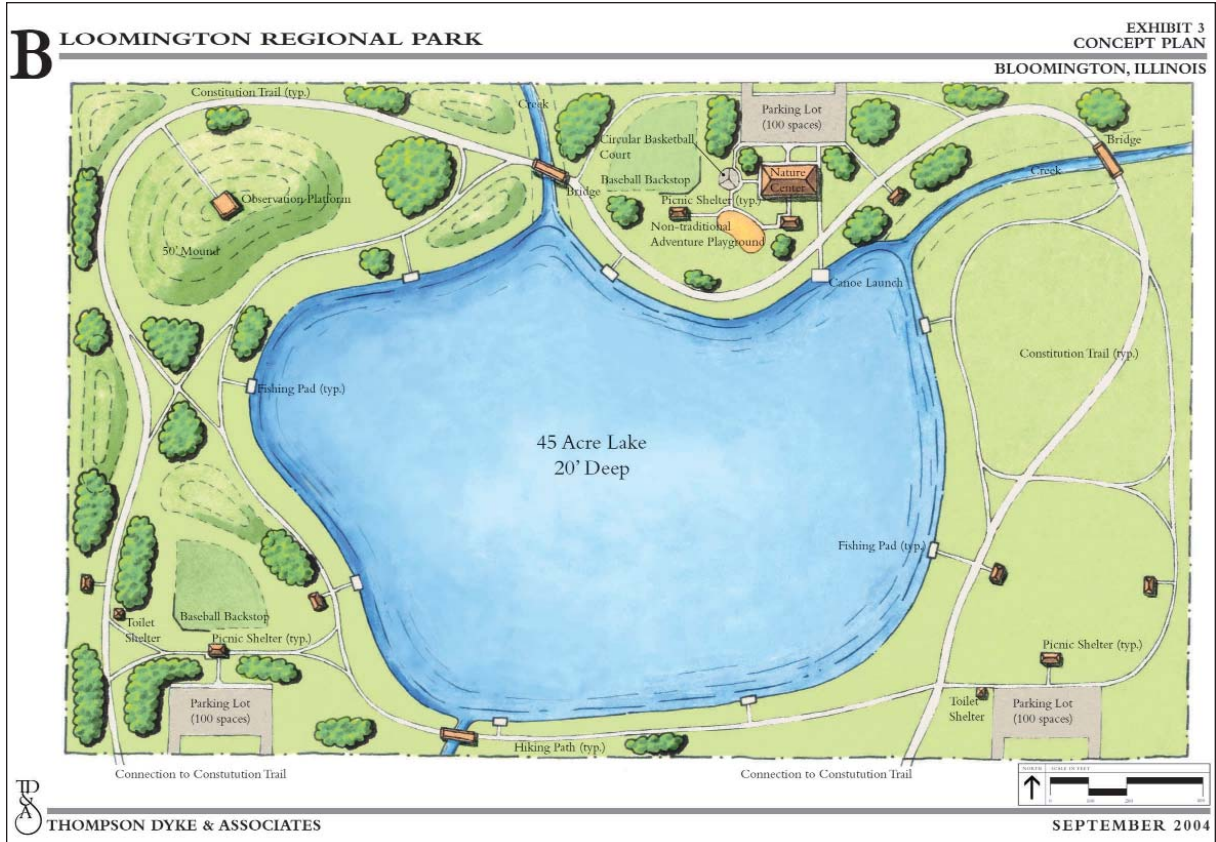 BLOOMINGTON REGIONAL PARK
EXHIBIT 3
CONCEPT PLAN
BLOOMINGTON, ILLINOIS
Constitution Trail (typ.)
Creek
Parking Lot
(100 spaces)
Circular Basketball
Court
Bridge
Baseball Backstop
Bridge
Nature
Center
Creek
Observation Platform
Picnic Shelter (typ.)
Non-traditional
Adventure Playground
50' Mound
Canoe Launch
Constitution Trail (typ.)
Fishing Pad (typ.)
45 Acre Lake
20' Deep
Fishing Pad (typ.)
Baseball Backstop
Toilet
Shelter
Picnic Shelter (typ.)
Picnic Shelter (typ.)
Parking Lot
(100 spaces)
Toilet
Shelter
Parking Lot
(100 spaces)
Hiking Path (typ.)
Connection to Constutution Trail
Connection to Constutution Trail
NORTH
SCALE IN FEET
0 100 200
TD
&
A
THOMPSON DYKE & ASSOCIATES
SEPTEMBER 2004